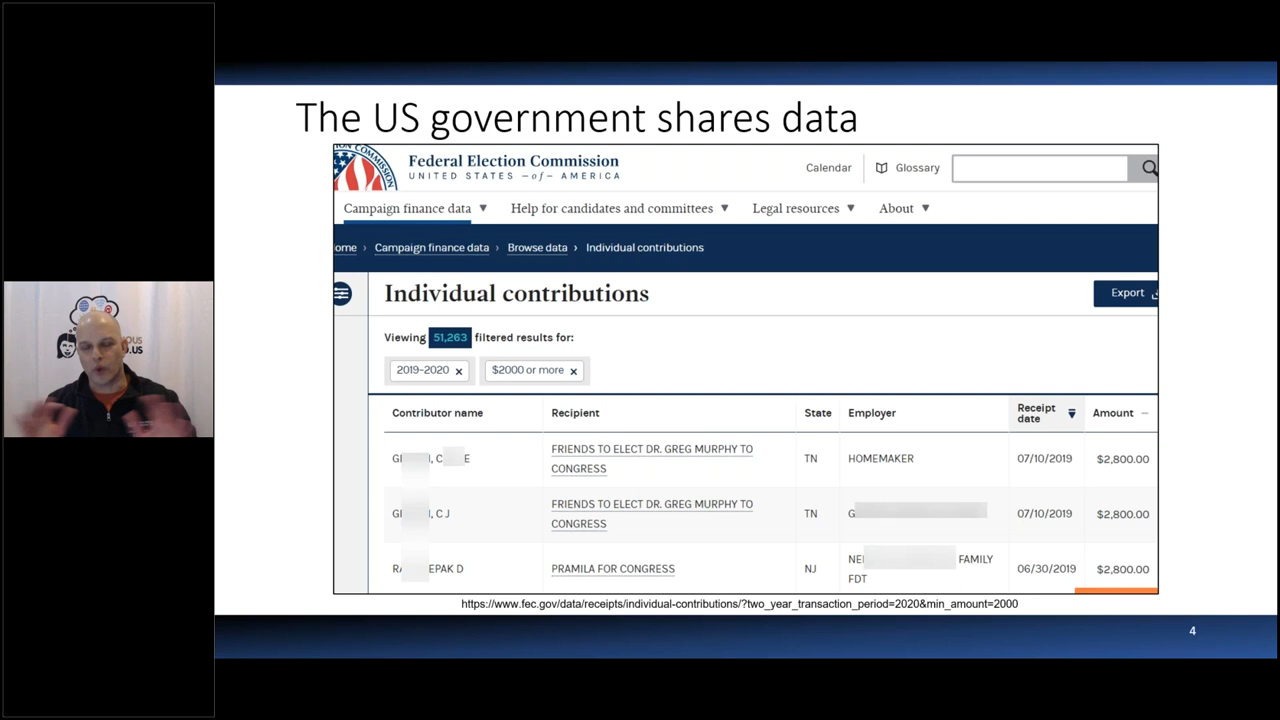 The US government shares data
Federal Election Commission
UNITED STATES -of- AMERICA
Calendar
Glossary
Campaign finance data
Help for candidates and committees
Legal resources
About
ome › Campaign finance data › Browse data › Individual contributions
Individual contributions
Export
Viewing 51,263 filtered results for:
2019–2020 ×
$2000 or more ×
Contributor name
Recipient
State
Employer
Receipt
date
Amount
FRIENDS TO ELECT DR. GREG MURPHY TO
CONGRESS
TN
HOMEMAKER
07/10/2019
$2,800.00
C J
FRIENDS TO ELECT DR. GREG MURPHY TO
CONGRESS
TN
07/10/2019
$2,800.00
EPAK D
PRAMILA FOR CONGRESS
NJ
FAMILY
FDT
06/30/2019
$2,800.00
https://www.fec.gov/data/receipts/individual-contributions/?two_year_transaction_period=2020&min_amount=2000
4